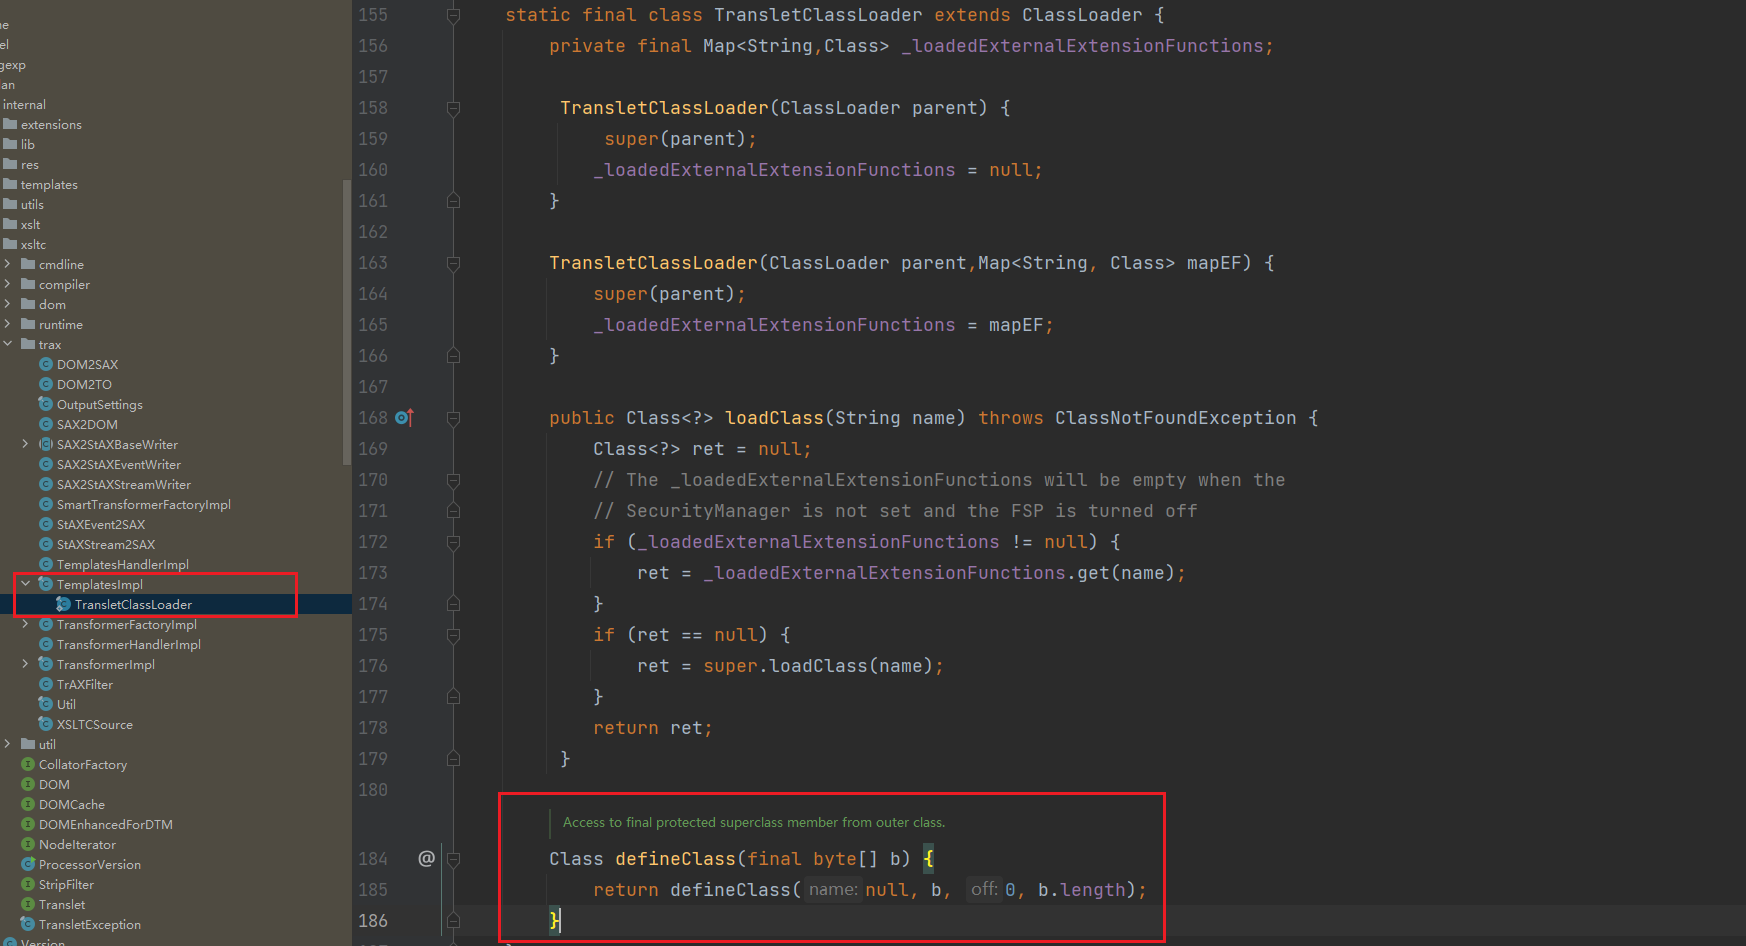 ne
el
gexp
an
internal
extensions
lib
res
templates
utils
xslt
xsltc
cmdline
compiler
dom
runtime
trax
DOM2SAX
DOM2TO
OutputSettings
SAX2DOM
SAX2StAXBaseWriter
SAX2StAXEventWriter
SAX2StAXStreamWriter
SmartTransformerFactoryImpl
StAXEvent2SAX
StAXStream2SAX
TemplatesHandlerImpl
TemplatesImpl
TransletClassLoader
TransformerFactoryImpl
TransformerHandlerImpl
TransformerImpl
TrAXFilter
Util
XSLTCSource
util
CollatorFactory
DOM
DOMCache
DOMEnhancedForDTM
NodeIterator
ProcessorVersion
StripFilter
Translet
TransletException
Version
155 static final class TransletClassLoader extends ClassLoader {
156 private final Map<String,Class> _loadedExternalExtensionFunctions;
157
158 TransletClassLoader(ClassLoader parent) {
159 super(parent);
160 _loadedExternalExtensionFunctions = null;
161 }
162
163 TransletClassLoader(ClassLoader parent,Map<String, Class> mapEF) {
164 super(parent);
165 _loadedExternalExtensionFunctions = mapEF;
166 }
167
168 public Class<?> loadClass(String name) throws ClassNotFoundException {
169 Class<?> ret = null;
170 // The _loadedExternalExtensionFunctions will be empty when the
171 // SecurityManager is not set and the FSP is turned off
172 if (_loadedExternalExtensionFunctions != null) {
173 ret = _loadedExternalExtensionFunctions.get(name);
174 }
175 if (ret == null) {
176 ret = super.loadClass(name);
177 }
178 return ret;
179 }
180
Access to final protected superclass member from outer class.
184 @ Class defineClass(final byte[] b) {
185 return defineClass( name: null, b, off: 0, b.length);
186 }